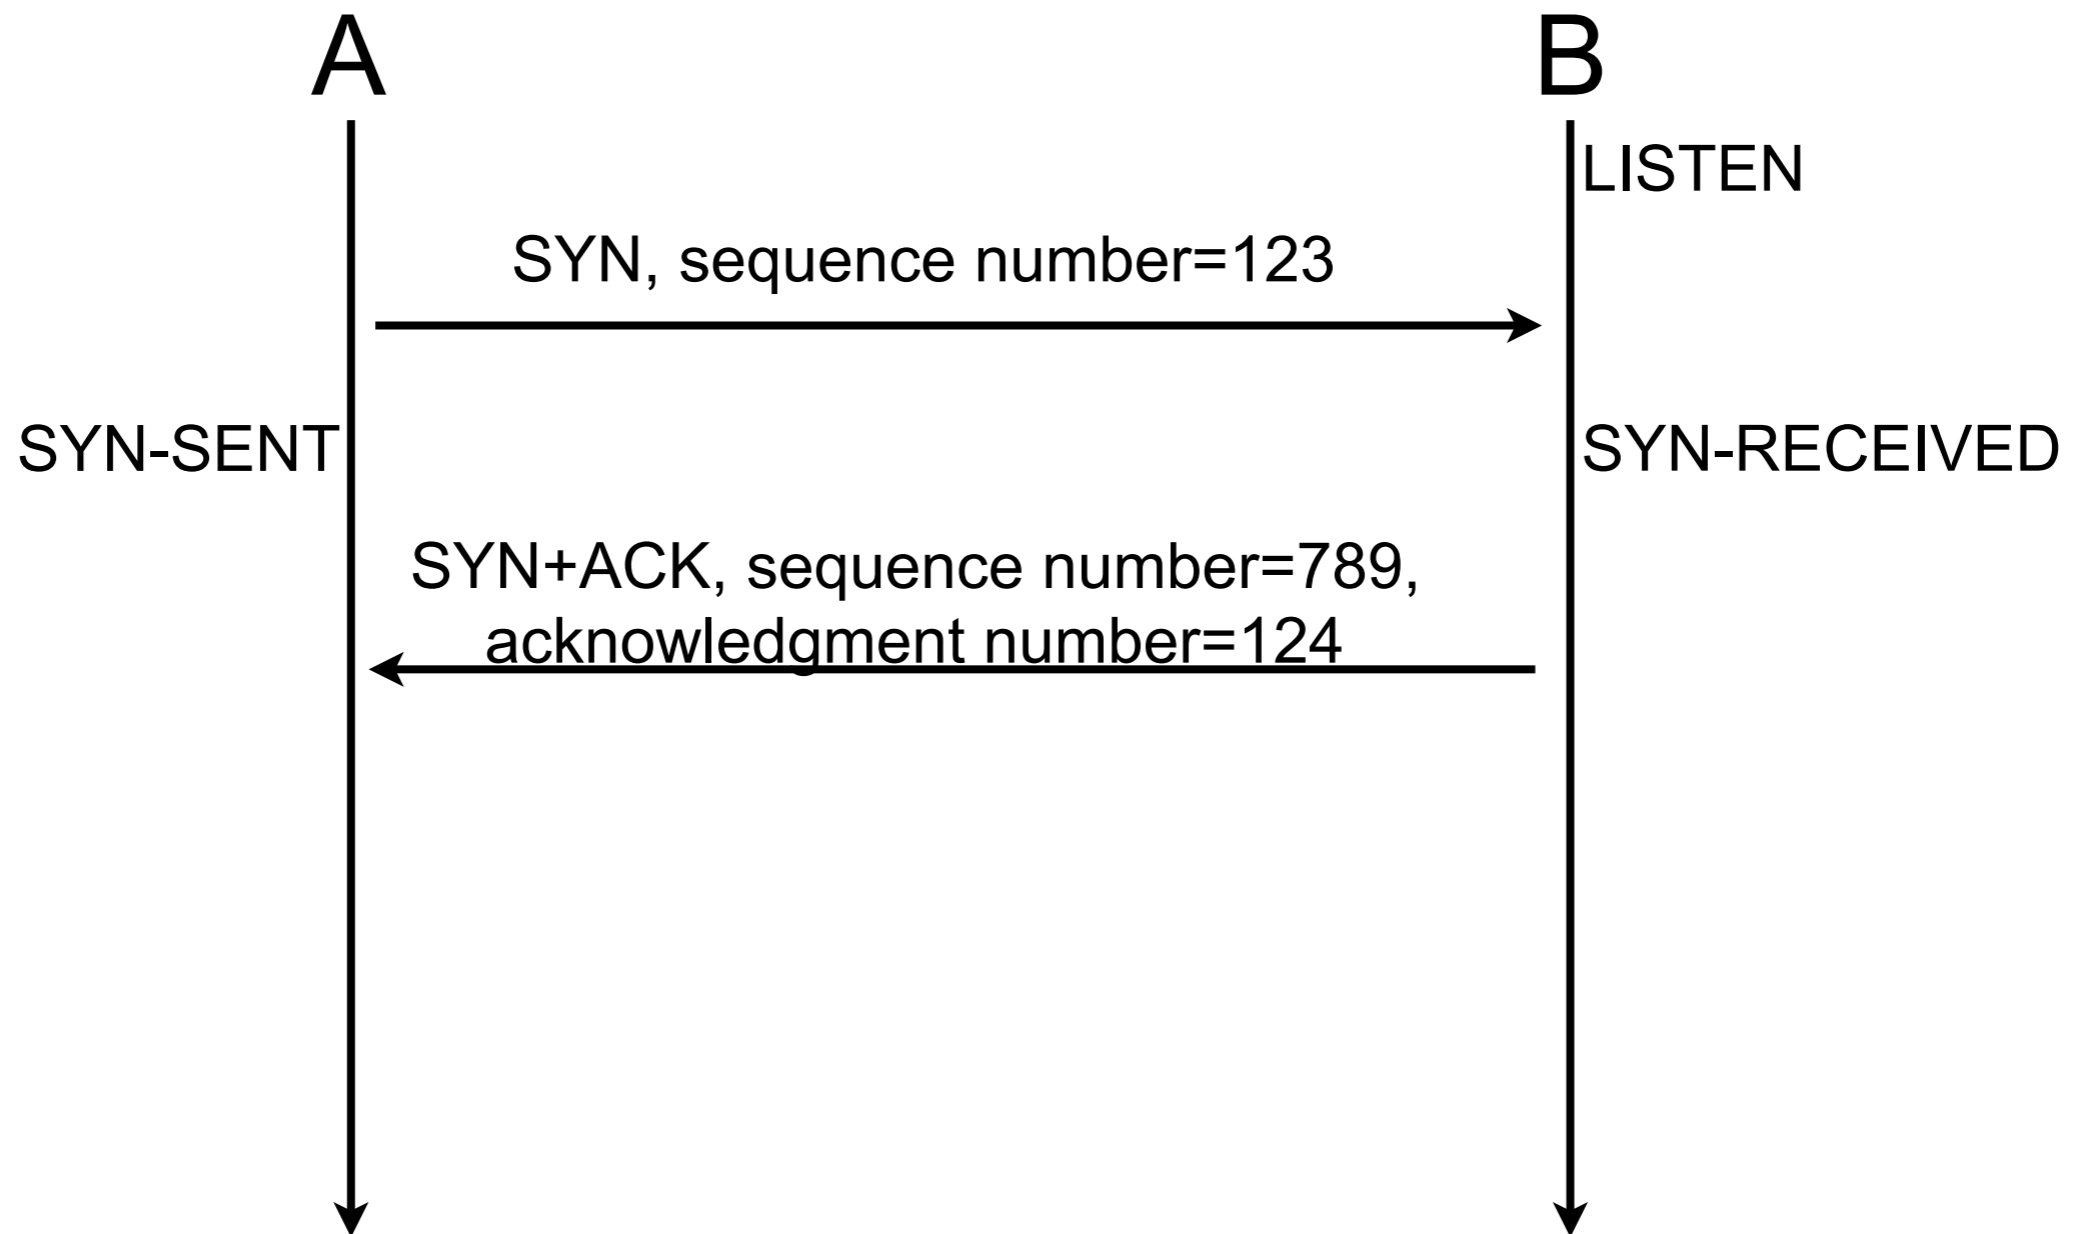 A
B
LISTEN
SYN, sequence number=123
SYN-SENT
SYN-RECEIVED
SYN+ACK, sequence number=789,
acknowledgment number=124